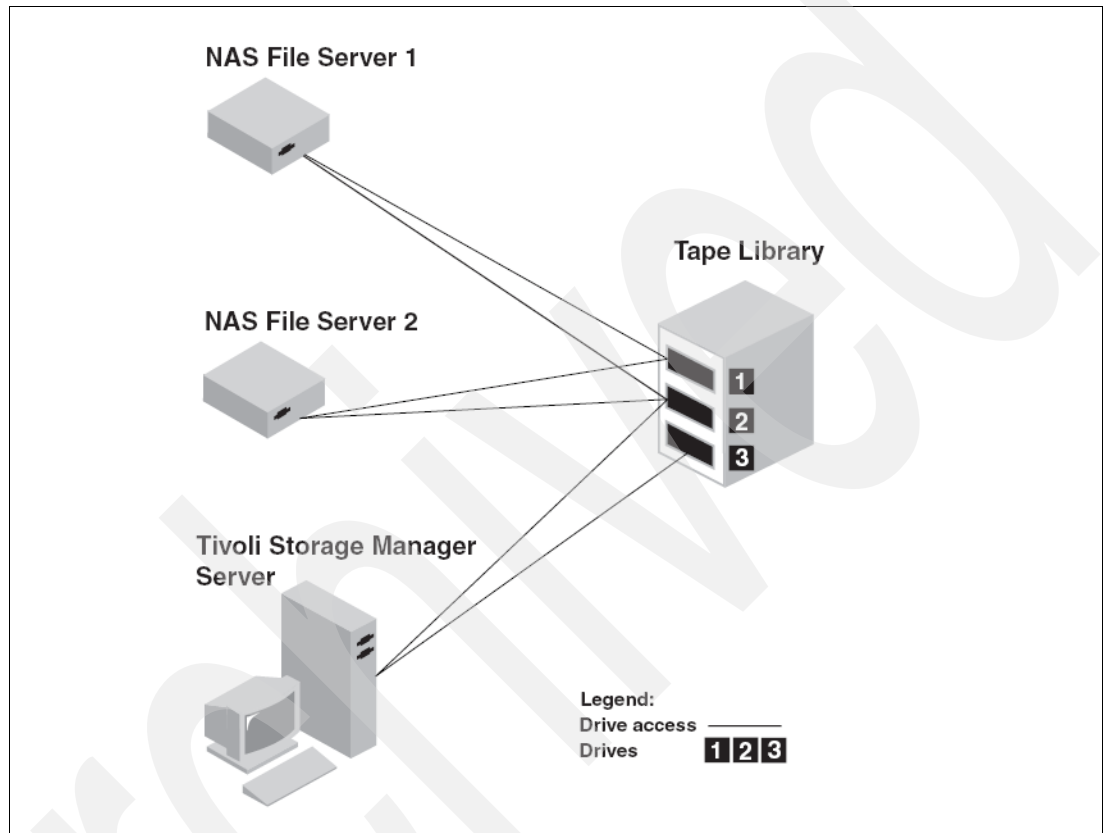 NAS File Server 1
Tape Library
NAS File Server 2
1
2
3
Tivoli Storage Manager
Server
Legend:
Drive access
Drives 1 2 3